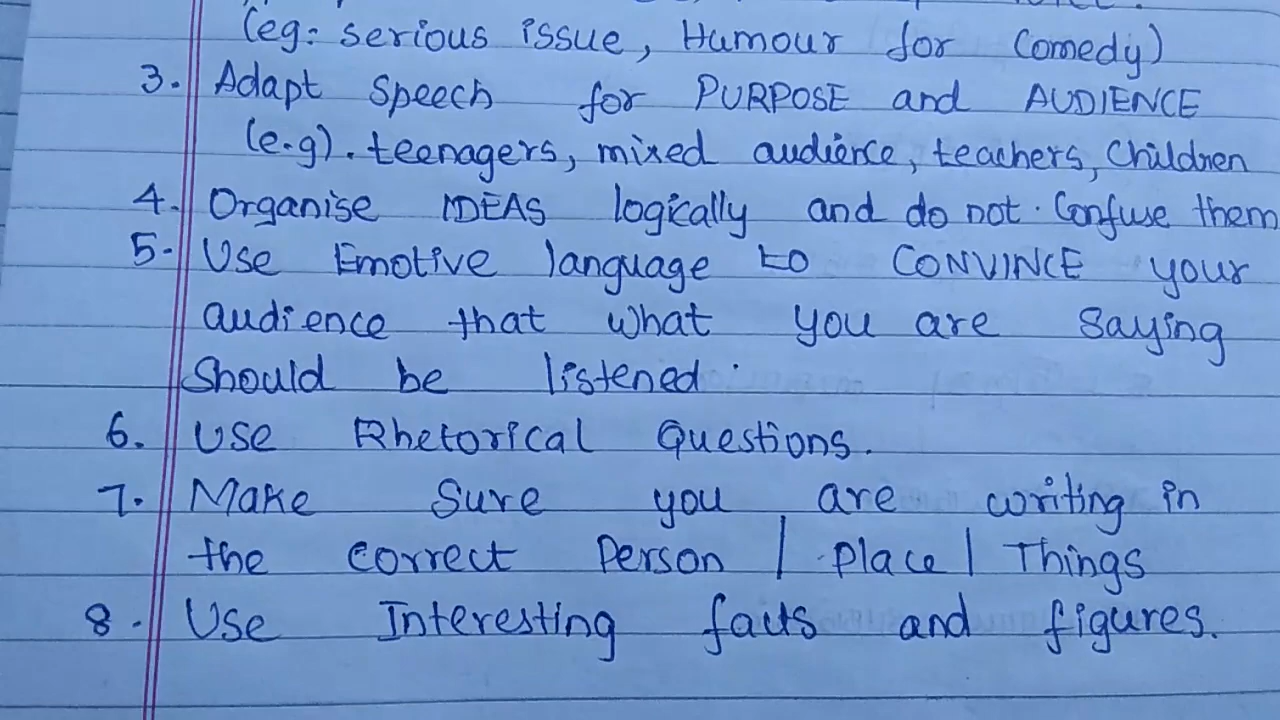 (eg: serious issue, Humour for Comedy)
3. Adapt speech for PURPOSE and AUDIENCE
(e.g). teenagers, mixed audience, teachers, Children
4. Organise IDEAS logically and do not. Confuse them
5. Use Emotive language to CONVINCE your
audience that what you are saying
Should be listened.
6. Use Rhetorical Questions.
7. Make Sure you are writing in
the correct Person | Place | Things
8. Use Interesting facts and figures.